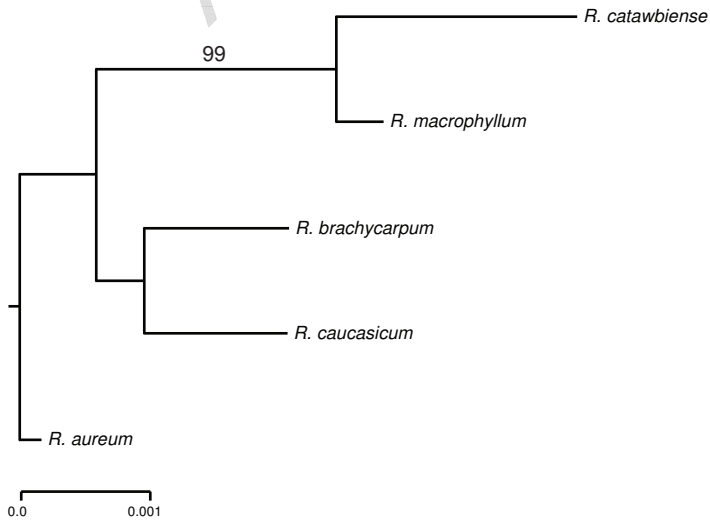 R. catawbiense
99
R. macrophyllum
R. brachycarpum
R. caucasicum
R. aureum
0.0 0.001